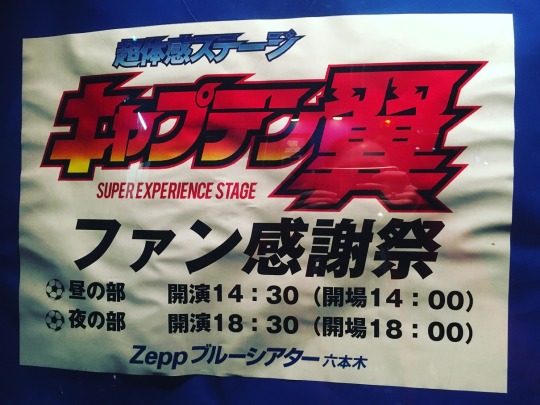 超体感ステージ
キャプテン翼
SUPER EXPERIENCE STAGE
ファン感謝祭
昼の部 開演14：30（開場14：00）
夜の部 開演18：30（開場18：00）
Zeppブルーシアター 六本木